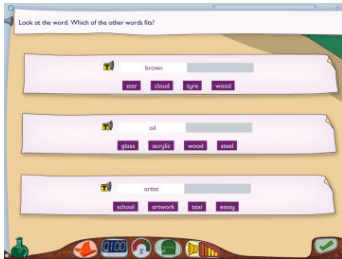 Look at the word. Which of the other words fits?
brown
star cloud tyre wood
oil
glass acrylic wood steel
artist
school artwork taxi essay